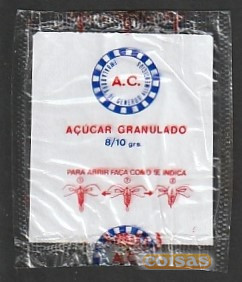 A.C.
AÇÚCAR GRANULADO
8/10 grs.
PARA ABRIR FAÇA COMO SE INDICA
A.C.
coisas